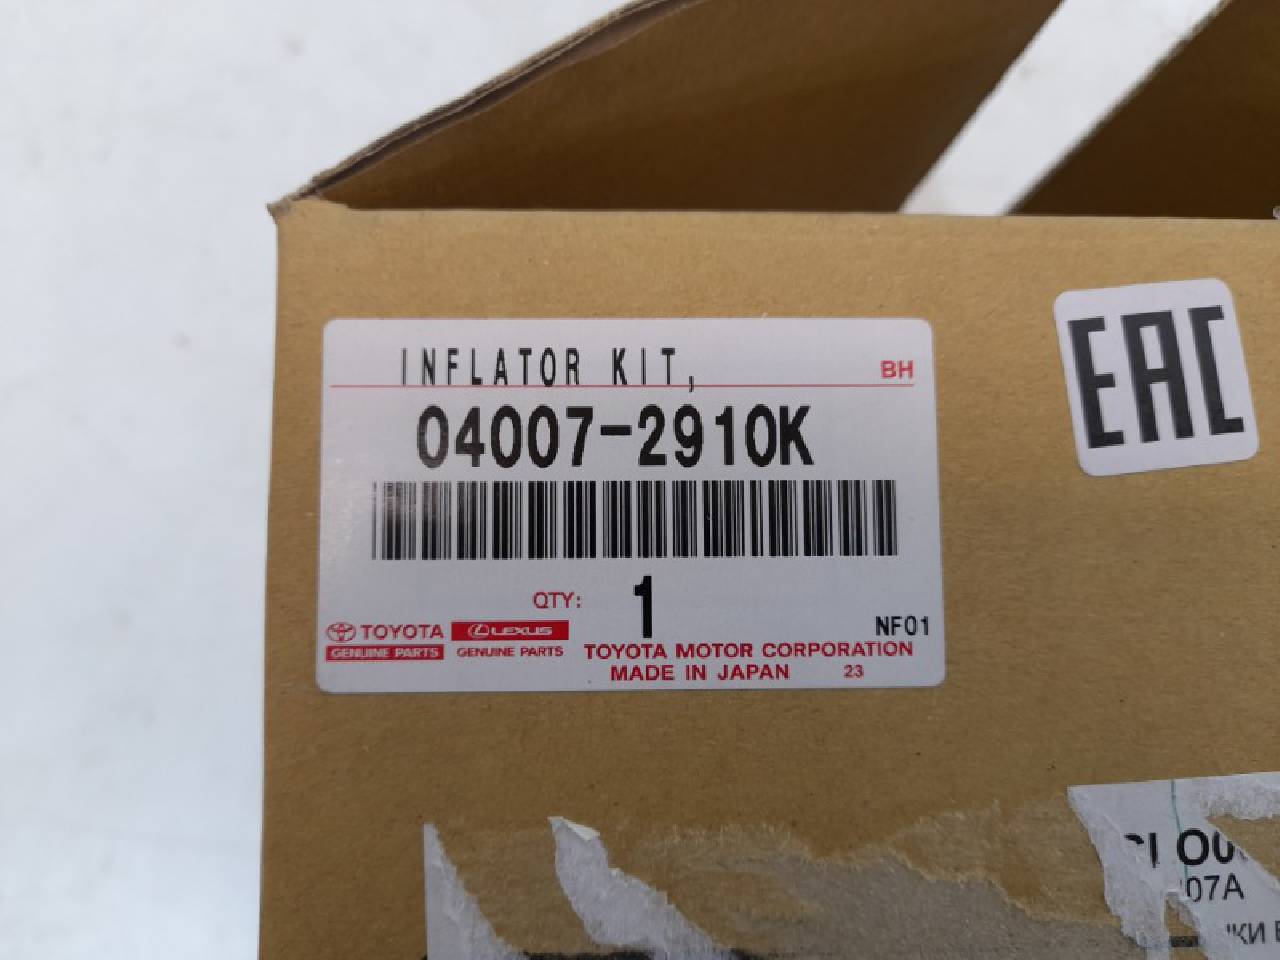 INFLATOR KIT,
BH
04007-2910K
QTY: 1
NF01
TOYOTA
GENUINE PARTS
LEXUS
GENUINE PARTS
TOYOTA MOTOR CORPORATION
MADE IN JAPAN 23
EAC
07A